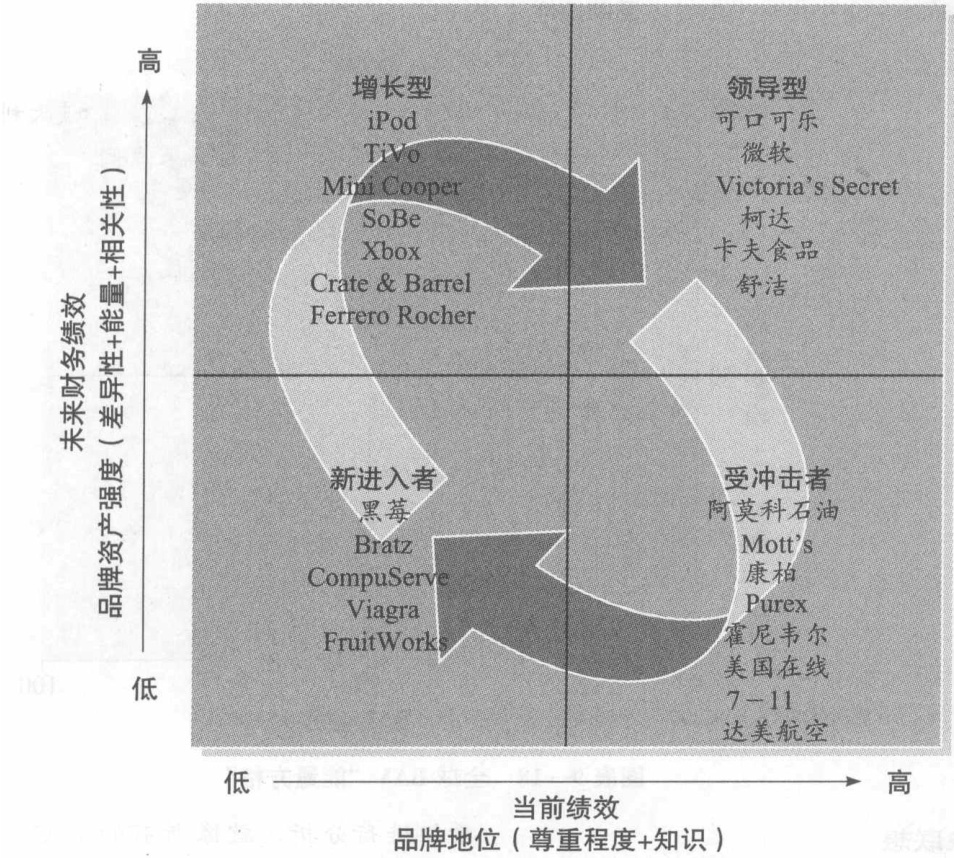 高
增长型
iPod
TiVo
Mini Cooper
SoBe
Xbox
Crate & Barrel
Ferrero Rocher
领导型
可口可乐
微软
Victoria's Secret
柯达
卡夫食品
舒洁
未来财务绩效
品牌资产强度（差异性+能量+相关性）
新进入者
黑莓
Bratz
CompuServe
Viagra
FruitWorks
受冲击者
阿莫科石油
Mott's
康柏
Purex
霍尼韦尔
美国在线
7－11
达美航空
低
低
高
当前绩效
品牌地位（尊重程度+知识）